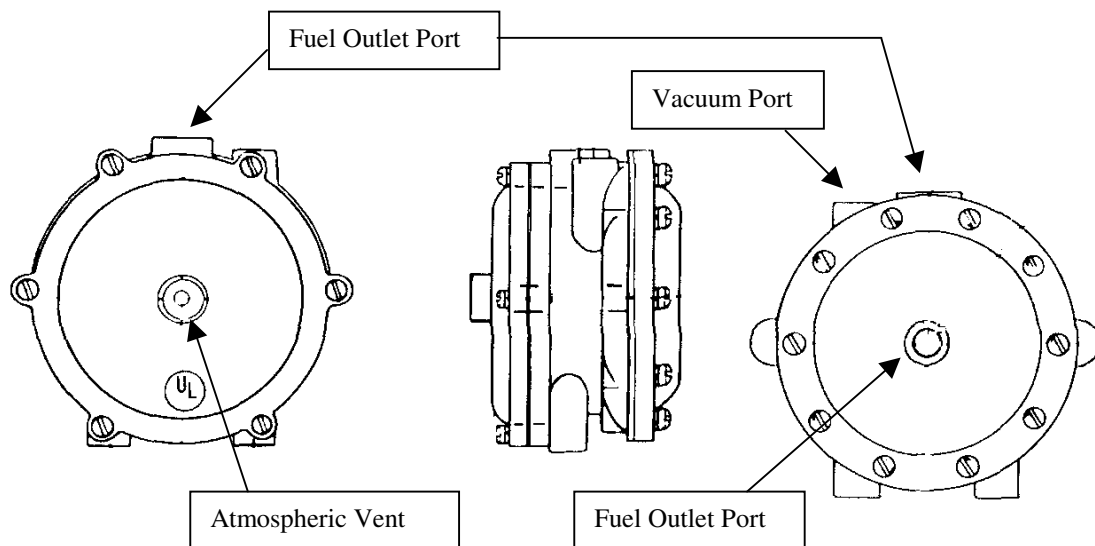 Fuel Outlet Port
Vacuum Port
UL
Atmospheric Vent
Fuel Outlet Port